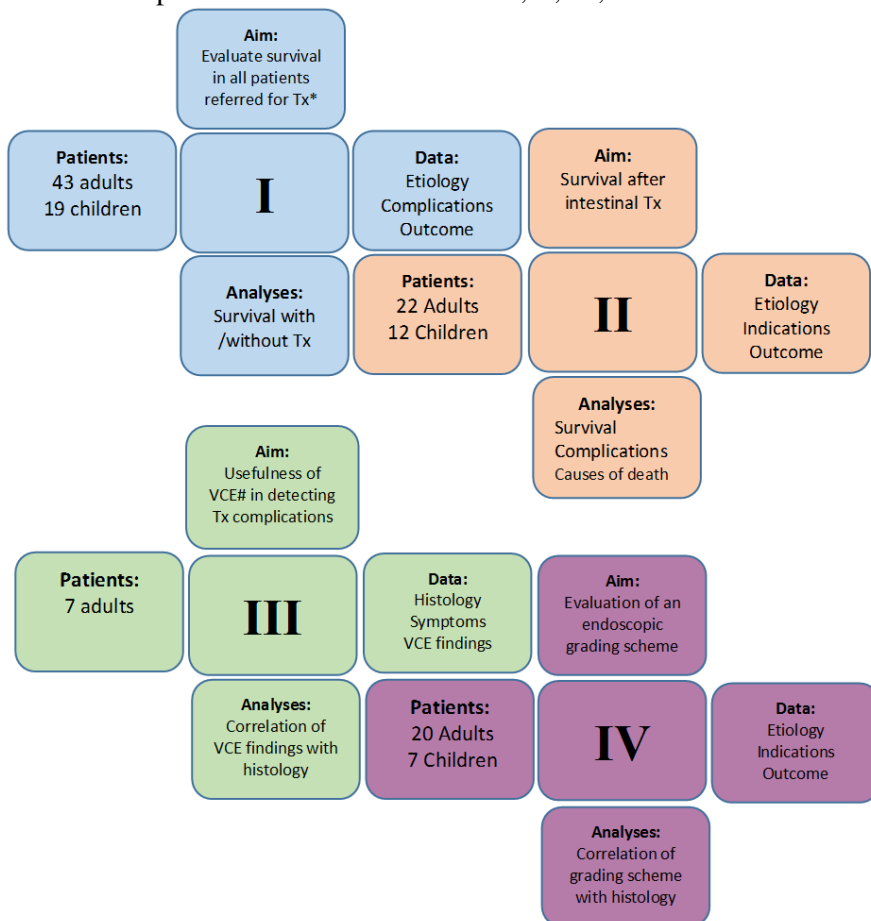 Aim:
Evaluate survival
in all patients
referred for Tx*
Patients:
43 adults
19 children
I
Data:
Etiology
Complications
Outcome
Analyses:
Survival with
/without Tx
Aim:
Survival after
intestinal Tx
Patients:
22 Adults
12 Children
II
Data:
Etiology
Indications
Outcome
Analyses:
Survival
Complications
Causes of death
Aim:
Usefulness of
VCE# in detecting
Tx complications
Patients:
7 adults
III
Data:
Histology
Symptoms
VCE findings
Analyses:
Correlation of
VCE findings with
histology
Aim:
Evaluation of an
endoscopic
grading scheme
Patients:
20 Adults
7 Children
IV
Data:
Etiology
Indications
Outcome
Analyses:
Correlation of
grading scheme
with histology